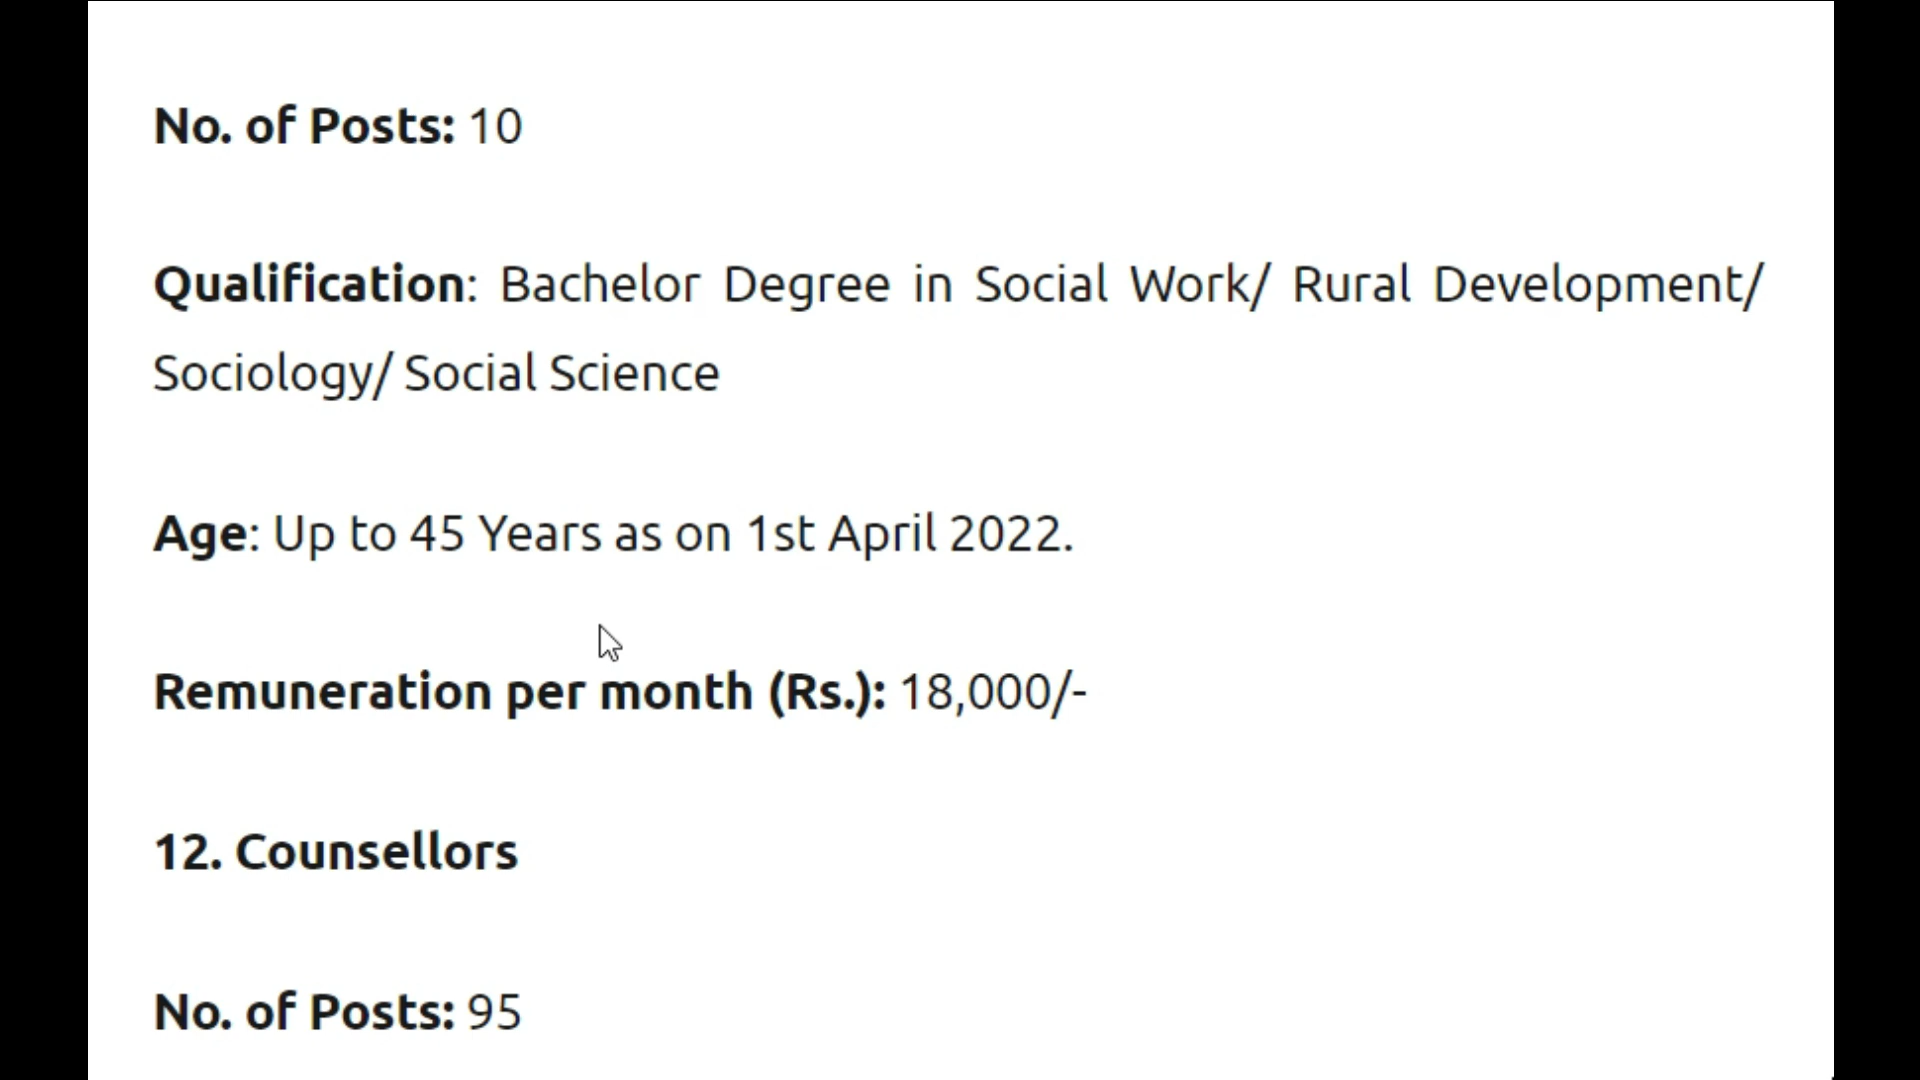 No. of Posts: 10
Qualification: Bachelor Degree in Social Work/ Rural Development/
Sociology/ Social Science
Age: Up to 45 Years as on 1st April 2022.
Remuneration per month (Rs.): 18,000/-
12. Counsellors
No. of Posts: 95